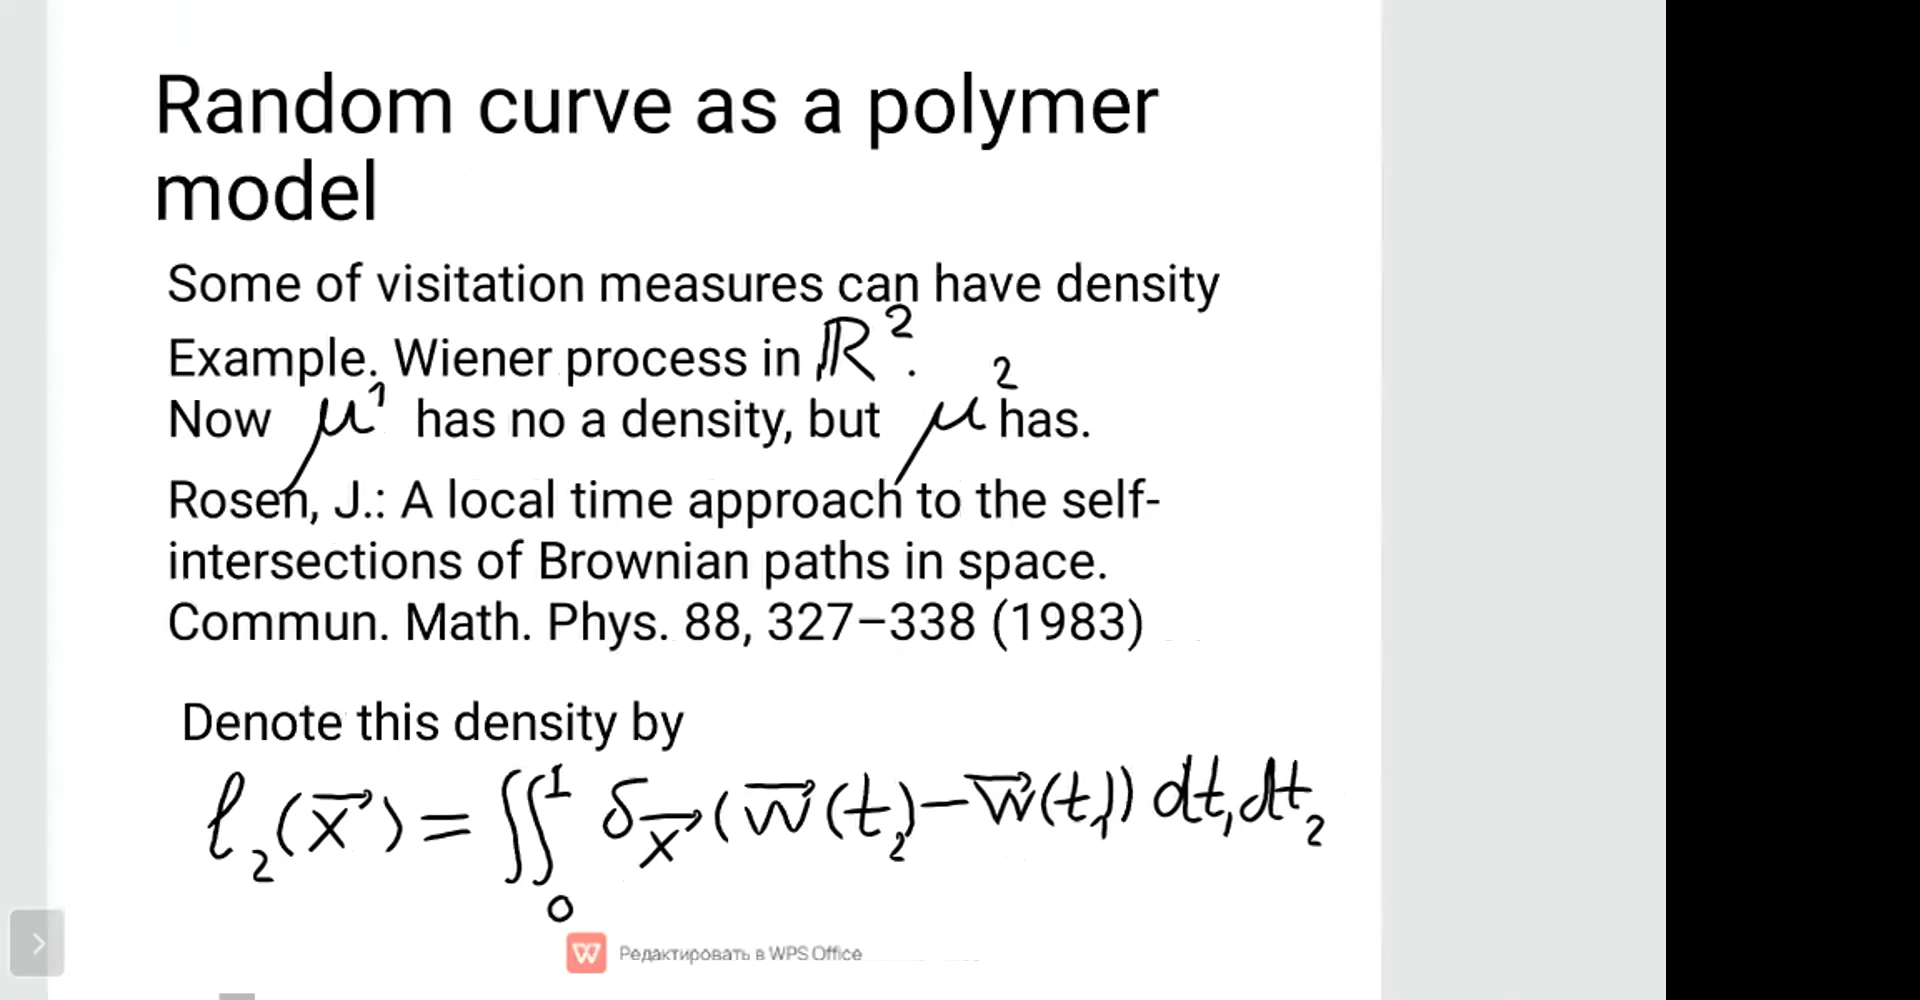 Random curve as a polymer
model
Some of visitation measures can have density
Example. Wiener process in ℝ².
Now μ¹ has no a density, but μ² has.
Rosen, J.: A local time approach to the self-
intersections of Brownian paths in space.
Commun. Math. Phys. 88, 327–338 (1983)
Denote this density by
ℓ₂(x⃗) = ∬₀¹ δ_x⃗ (w⃗(t₂) − w⃗(t₁)) dt₁ dt₂
Редактировать в WPS Office